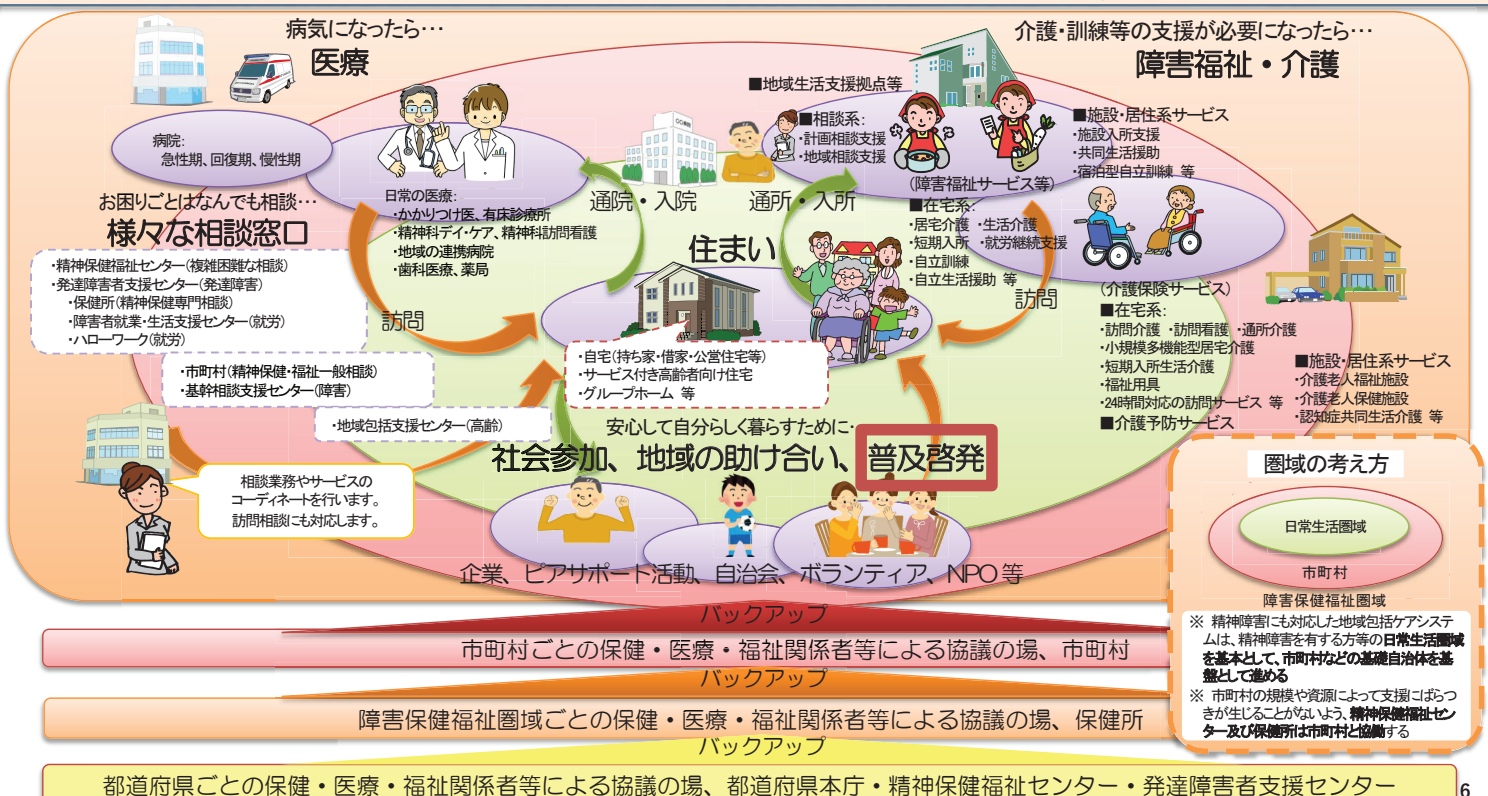 病気になったら…
医療
介護・訓練等の支援が必要になったら…
障害福祉・介護
病院:
急性期、回復期、慢性期
日常の医療:
・かかりつけ医、有床診療所
・精神科デイ・ケア、精神科訪問看護
・地域の連携病院
・歯科医療、薬局
通院・入院
通所・入所
■地域生活支援拠点等
■相談系:
・計画相談支援
・地域相談支援
■施設・居住系サービス
・施設入所支援
・共同生活援助
・宿泊型自立訓練 等
(障害福祉サービス等)
■在宅系:
・居宅介護 ・生活介護
・短期入所 ・就労継続支援
・自立訓練
・自立生活援助 等
お困りごとはなんでも相談…
様々な相談窓口
・精神保健福祉センター(複雑困難な相談)
・発達障害者支援センター(発達障害)
・保健所(精神保健専門相談)
・障害者就業・生活支援センター(就労)
・ハローワーク(就労)
・市町村(精神保健・福祉一般相談)
・基幹相談支援センター(障害)
・地域包括支援センター(高齢)
訪問
住まい
・自宅(持ち家・借家・公営住宅等)
・サービス付き高齢者向け住宅
・グループホーム 等
訪問
(介護保険サービス)
■在宅系:
・訪問介護 ・訪問看護 ・通所介護
・小規模多機能型居宅介護
・短期入所生活介護
・福祉用具
・24時間対応の訪問サービス 等
■介護予防サービス
■施設・居住系サービス
・介護老人福祉施設
・介護老人保健施設
・認知症共同生活介護 等
安心して自分らしく暮らすために…
社会参加、地域の助け合い、普及啓発
相談業務やサービスの
コーディネートを行います。
訪問相談にも対応します。
企業、ピアサポート活動、自治会、ボランティア、NPO 等
圏域の考え方
日常生活圏域
市町村
障害保健福祉圏域
※ 精神障害にも対応した地域包括ケアシステ
ムは、精神障害を有する方等の日常生活圏域
を基本として、市町村などの基礎自治体を基
盤として進める
※ 市町村の規模や資源によって支援にばらつ
きが生じることがないよう、精神保健福祉セン
ター及び保健所は市町村と協働する
バックアップ
市町村ごとの保健・医療・福祉関係者等による協議の場、市町村
バックアップ
障害保健福祉圏域ごとの保健・医療・福祉関係者等による協議の場、保健所
バックアップ
都道府県ごとの保健・医療・福祉関係者等による協議の場、都道府県本庁・精神保健福祉センター・発達障害者支援センター
6